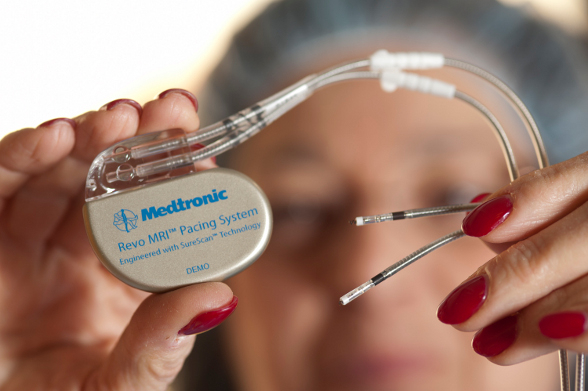 Medtronic
Revo MRI™ Pacing System
Engineered with SureScan™ Technology
DEMO